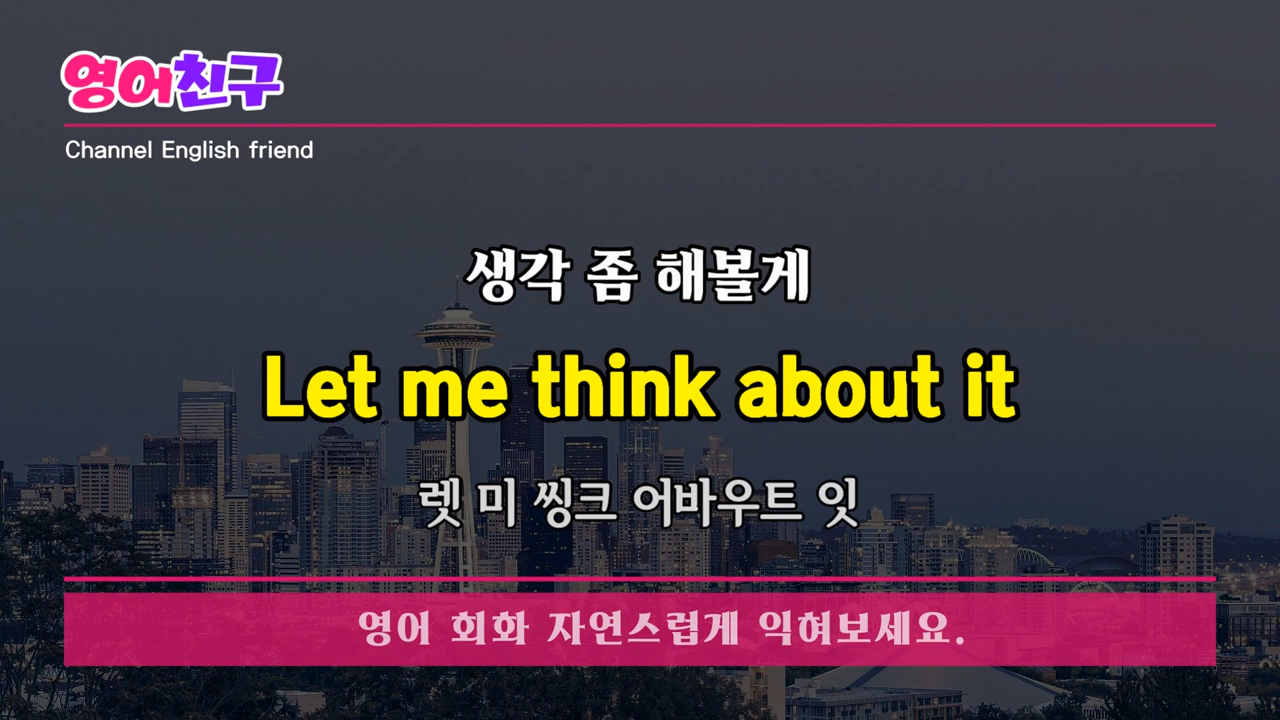 영어친구
Channel English friend
생각 좀 해볼게
Let me think about it
렛 미 씽크 어바우트 잇
영어 회화 자연스럽게 익혀보세요.